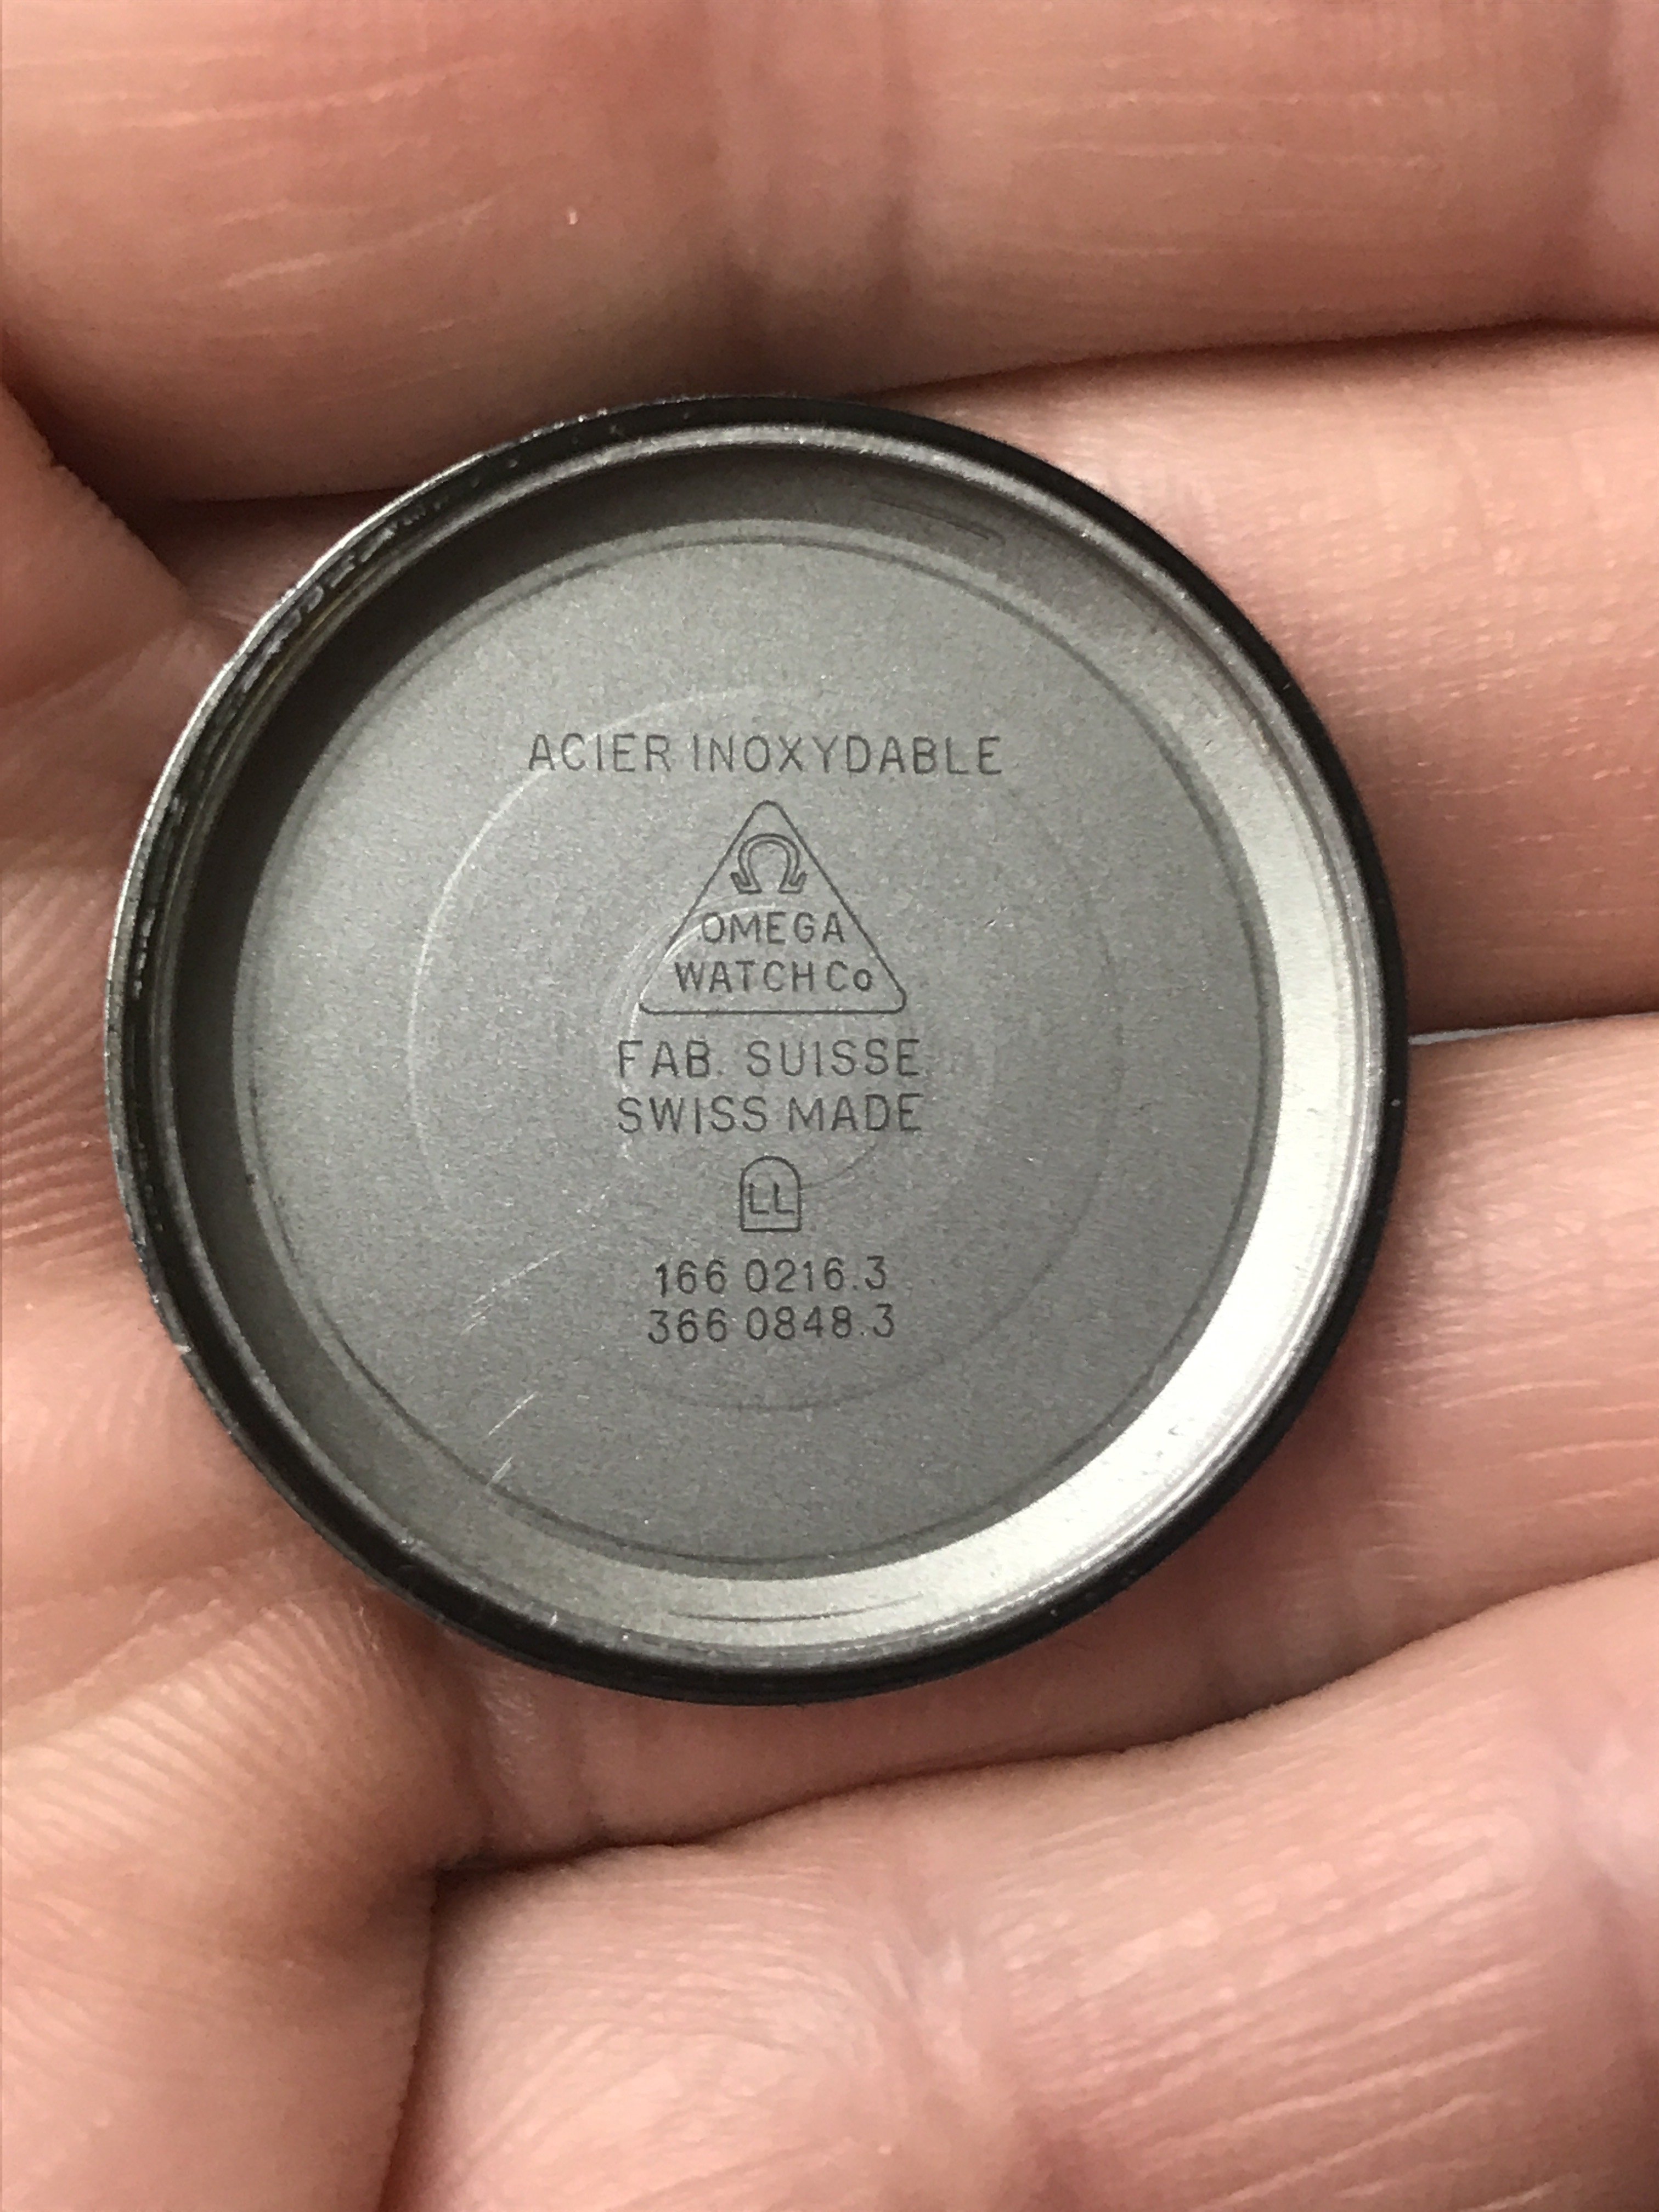 ACIER INOXYDABLE
Ω
OMEGA
WATCH Co
FAB. SUISSE
SWISS MADE
LL
166 0216.3
366 0848.3